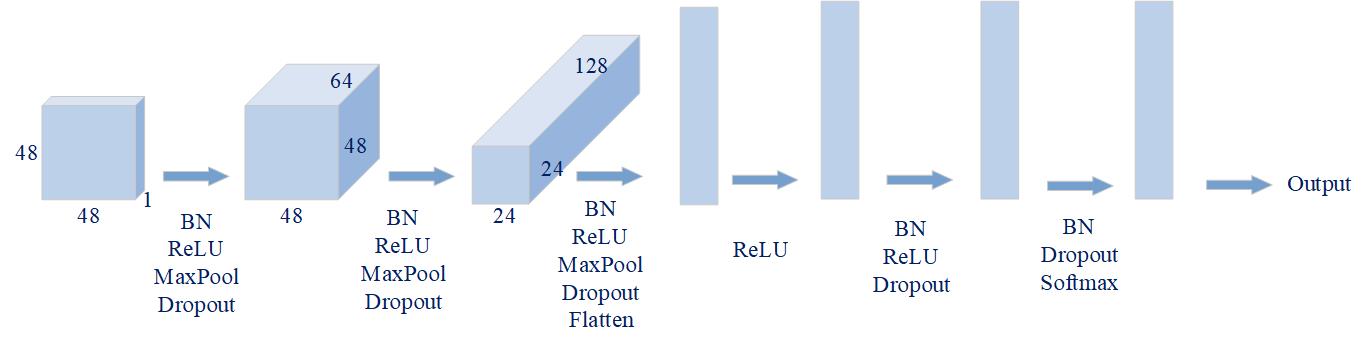 48
48
1
BN
ReLU
MaxPool
Dropout
64
48
48
BN
ReLU
MaxPool
Dropout
128
24
24
BN
ReLU
MaxPool
Dropout
Flatten
ReLU
BN
ReLU
Dropout
BN
Dropout
Softmax
Output